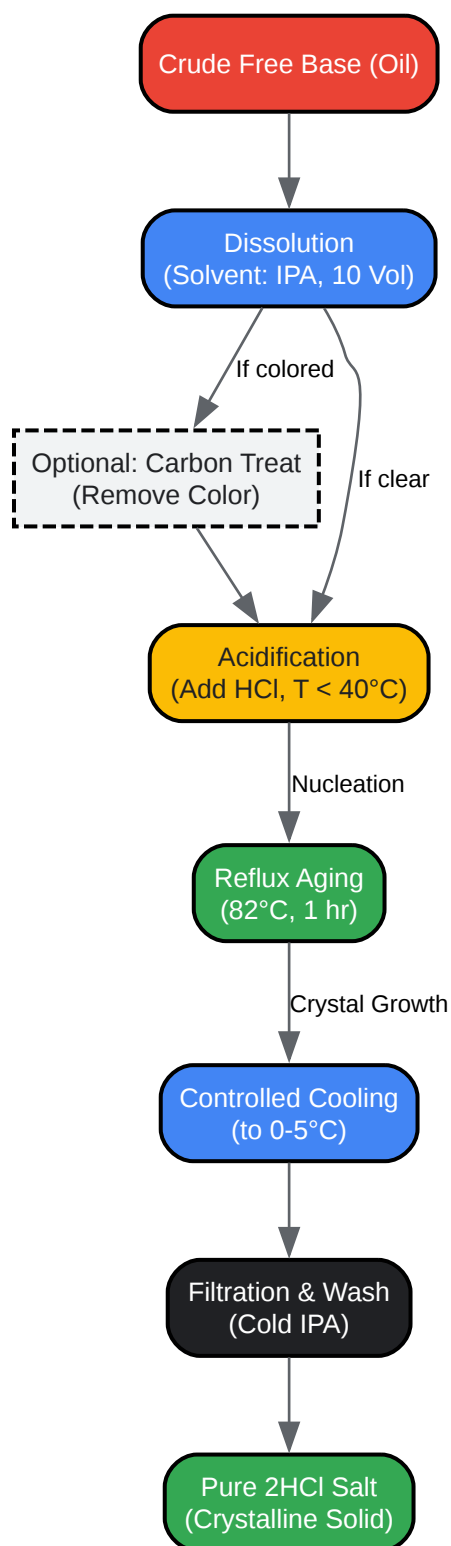 Crude Free Base (Oil)
Dissolution
(Solvent: IPA, 10 Vol)
If colored
Optional: Carbon Treat
(Remove Color)
If clear
Acidification
(Add HCl, T < 40°C)
Nucleation
Reflux Aging
(82°C, 1 hr)
Crystal Growth
Controlled Cooling
(to 0-5°C)
Filtration & Wash
(Cold IPA)
Pure 2HCl Salt
(Crystalline Solid)